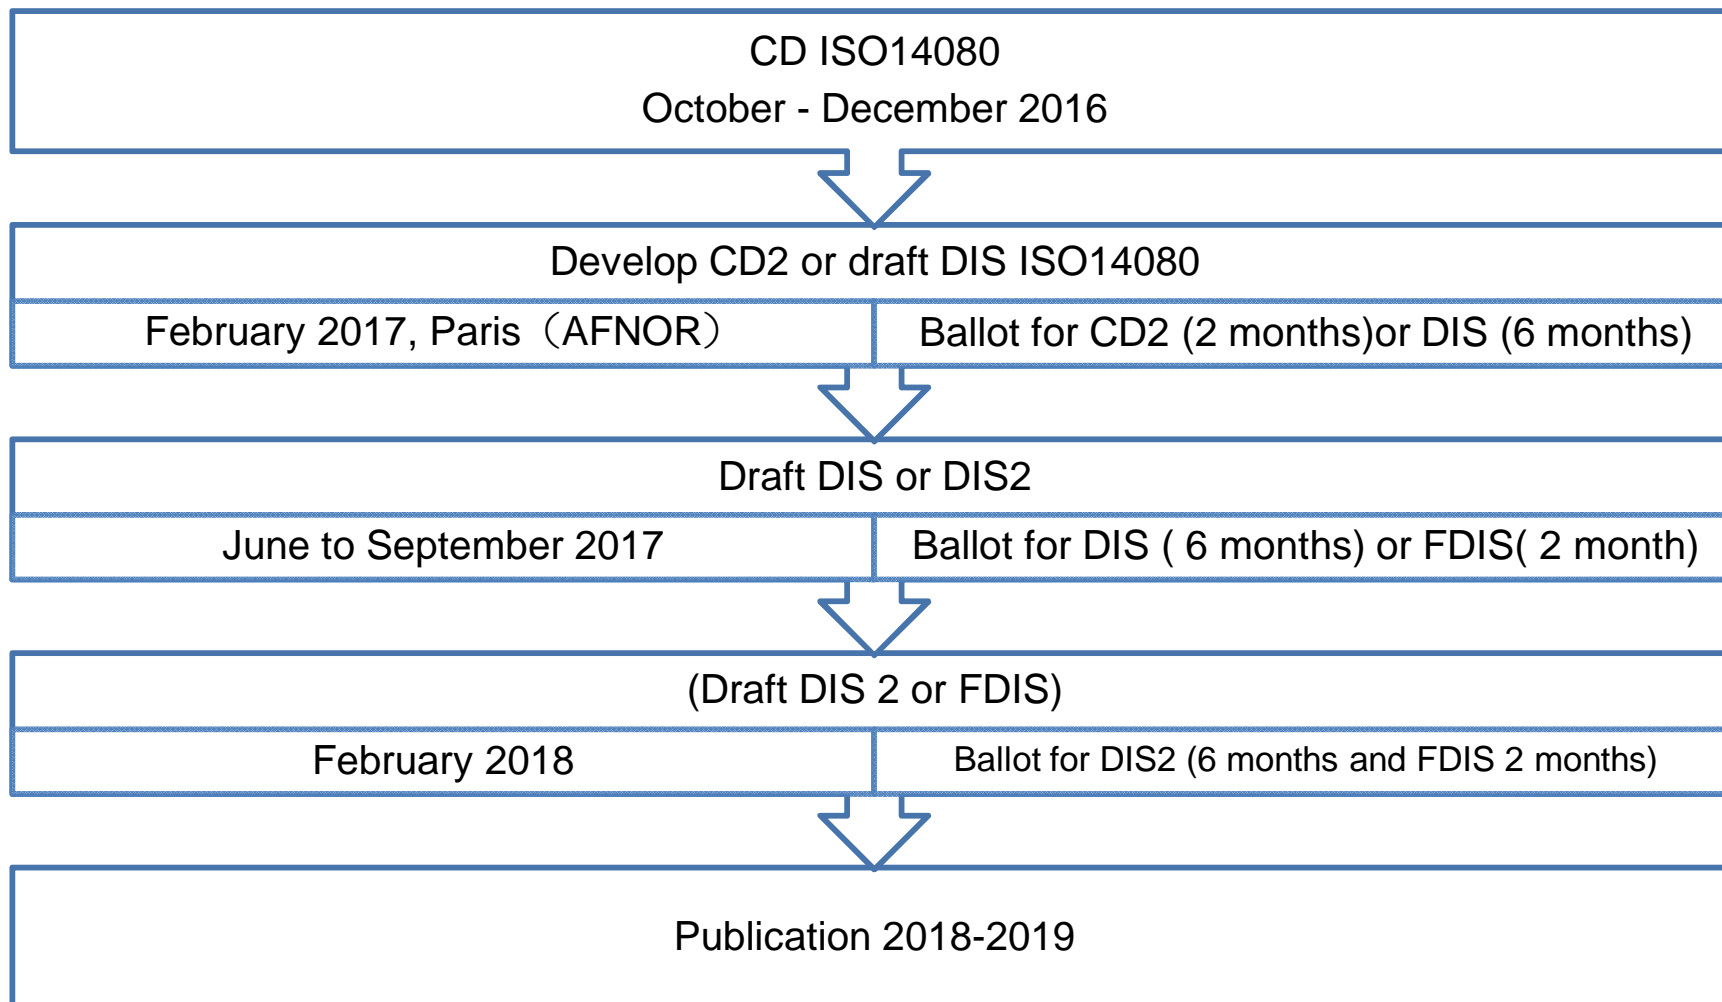 CD ISO14080
October - December 2016
Develop CD2 or draft DIS ISO14080
February 2017, Paris（AFNOR）
Ballot for CD2 (2 months)or DIS (6 months)
Draft DIS or DIS2
June to September 2017
Ballot for DIS ( 6 months) or FDIS( 2 month)
(Draft DIS 2 or FDIS)
February 2018
Ballot for DIS2 (6 months and FDIS 2 months)
Publication 2018-2019